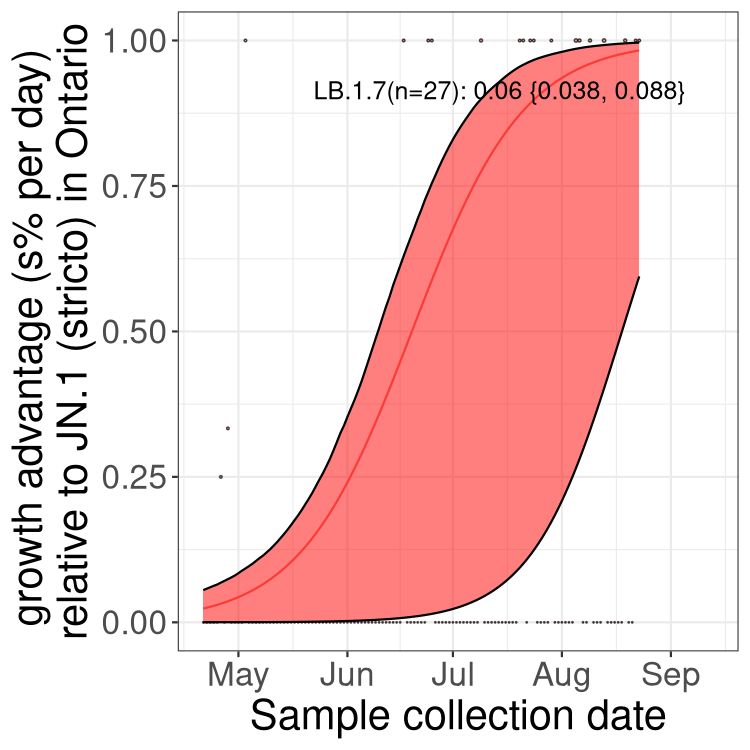 growth advantage (s% per day)
relative to JN.1 (stricto) in Ontario
1.00
0.75
0.50
0.25
0.00
LB.1.7(n=27): 0.06 {0.038, 0.088}
May Jun Jul Aug Sep
Sample collection date